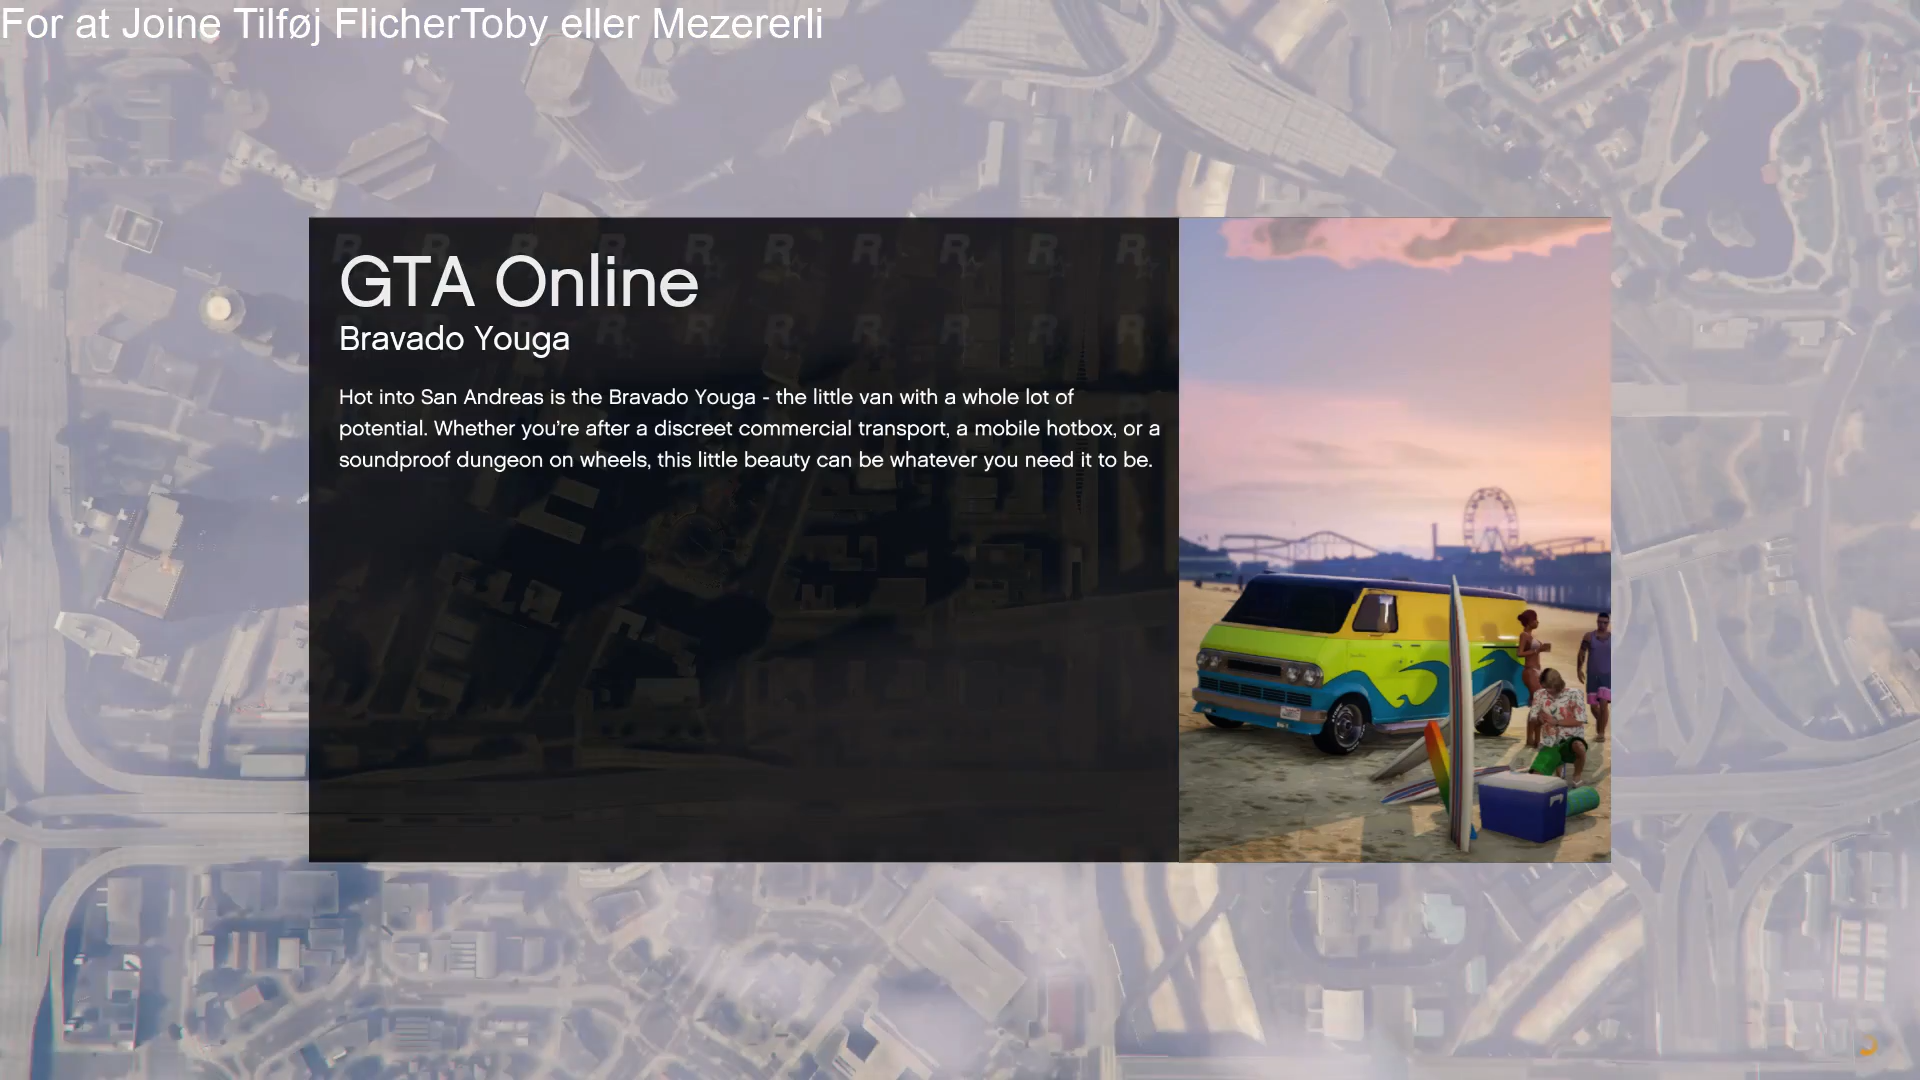 For at Joine Tilføj FlicherToby eller Mezererli
GTA Online
Bravado Youga
Hot into San Andreas is the Bravado Youga - the little van with a whole lot of
potential. Whether you're after a discreet commercial transport, a mobile hotbox, or a
soundproof dungeon on wheels, this little beauty can be whatever you need it to be.